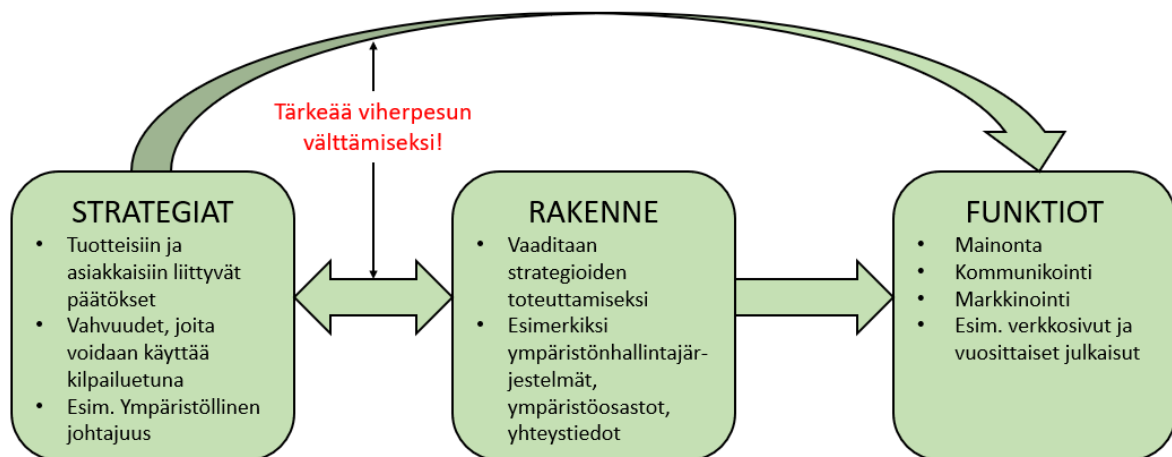 Tärkeää viherpesun
välttämiseksi!
STRATEGIAT
• Tuotteisiin ja
asiakkaisiin liittyvät
päätökset
• Vahvuudet, joita
voidaan käyttää
kilpailuetuna
• Esim. Ympäristöllinen
johtajuus
RAKENNE
• Vaaditaan
strategioiden
toteuttamiseksi
• Esimerkiksi
ympäristönhallintajär-
jestelmät,
ympäristöosastot,
yhteystiedot
FUNKTIOT
• Mainonta
• Kommunikointi
• Markkinointi
• Esim. verkkosivut ja
vuosittaiset julkaisut